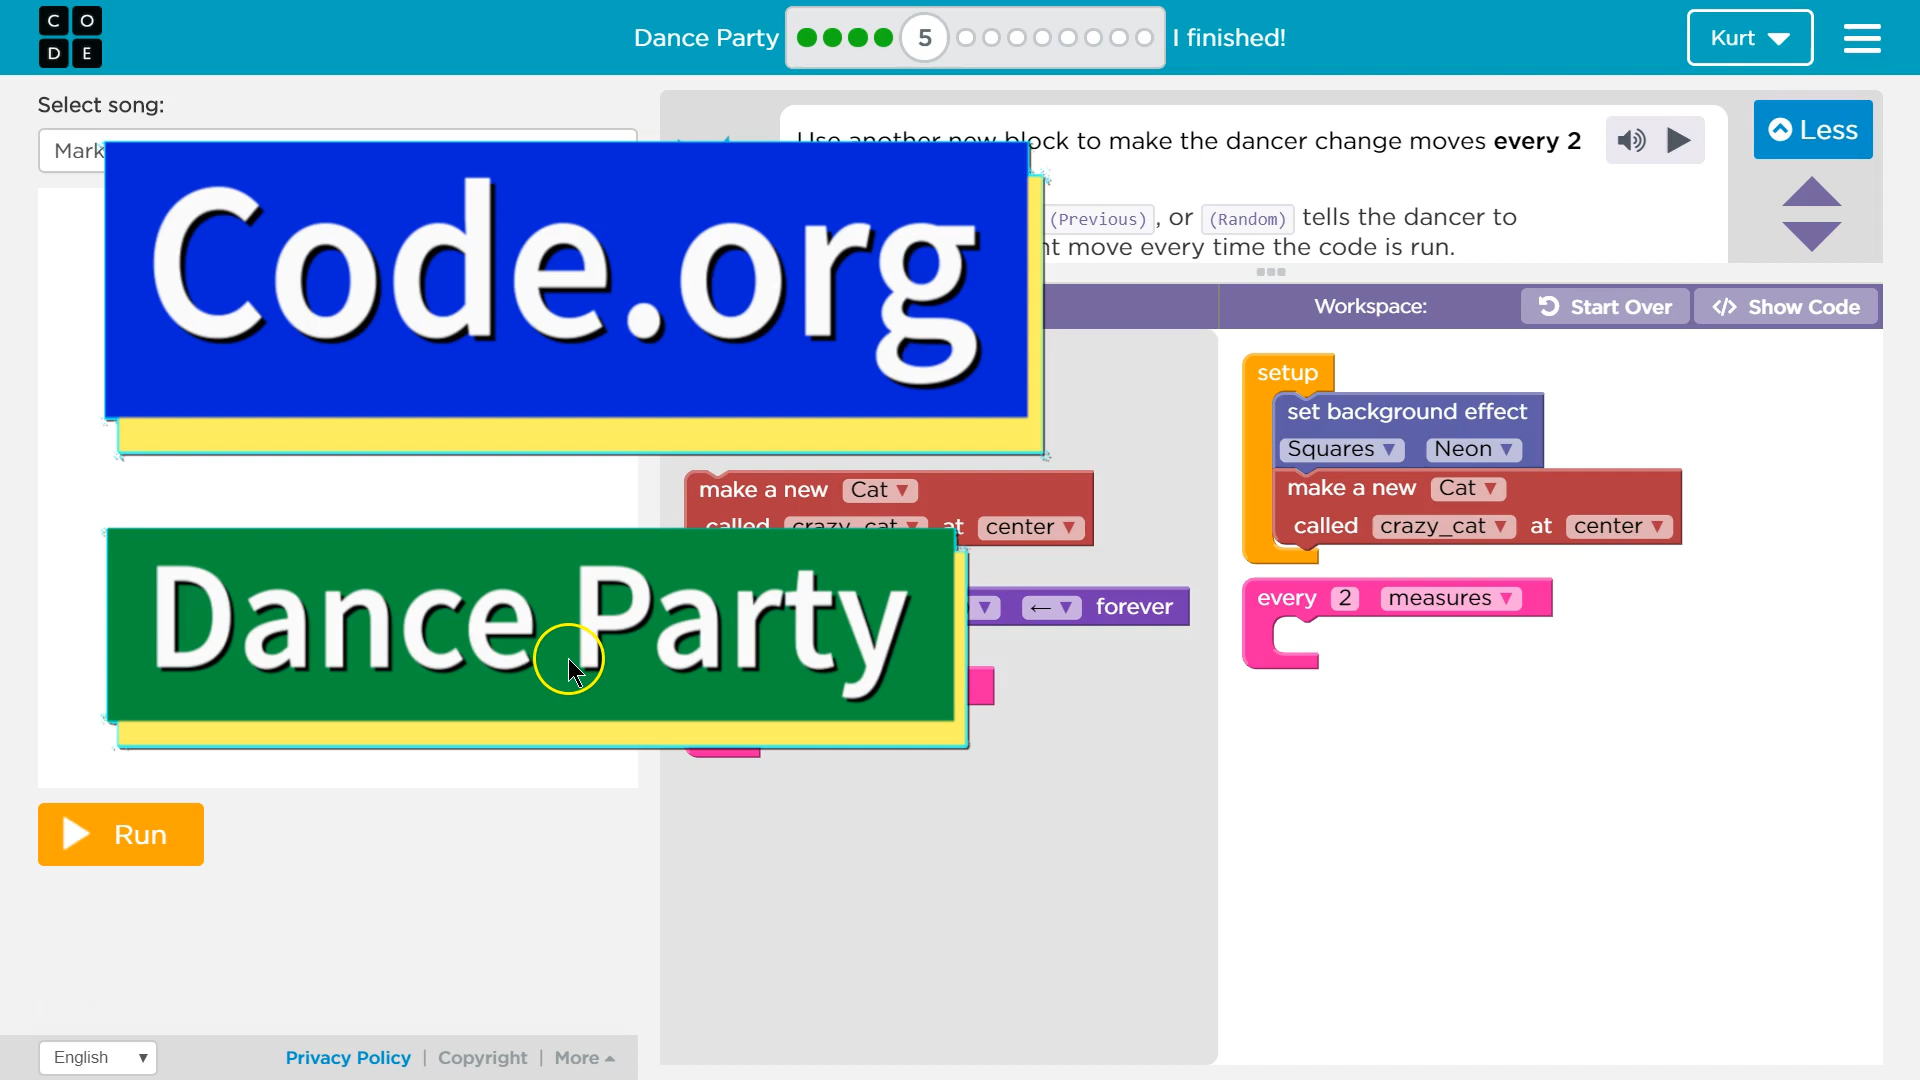 C O
D E
Dance Party
5
I finished!
Kurt
Select song:
Mark
Use another new block to make the dancer change moves every 2
Less
(Previous), or (Random) tells the dancer to
move every time the code is run.
Code.org
Workspace:
Start Over
</> Show Code
setup
set background effect
Squares ▼ Neon ▼
make a new Cat ▼
called crazy_cat ▼ at center ▼
make a new Cat ▼
called crazy_cat ▼ at center ▼
← ▼ forever
every 2 measures ▼
Dance Party
Run
English ▼
Privacy Policy | Copyright | More